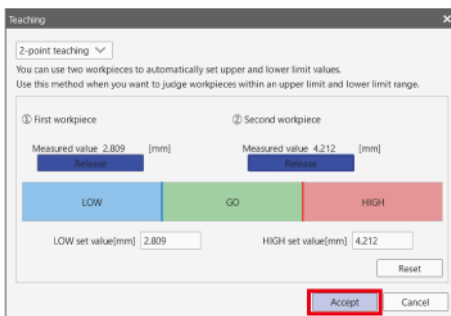 Teaching
2-point teaching
You can use two workpieces to automatically set upper and lower limit values.
Use this method when you want to judge workpieces within an upper limit and lower limit range.
① First workpiece ② Second workpiece
Measured value 2.809 [mm] Measured value 4.212 [mm]
Release Release
LOW GO HIGH
LOW set value[mm] 2.809 HIGH set value[mm] 4.212
Reset
Accept Cancel